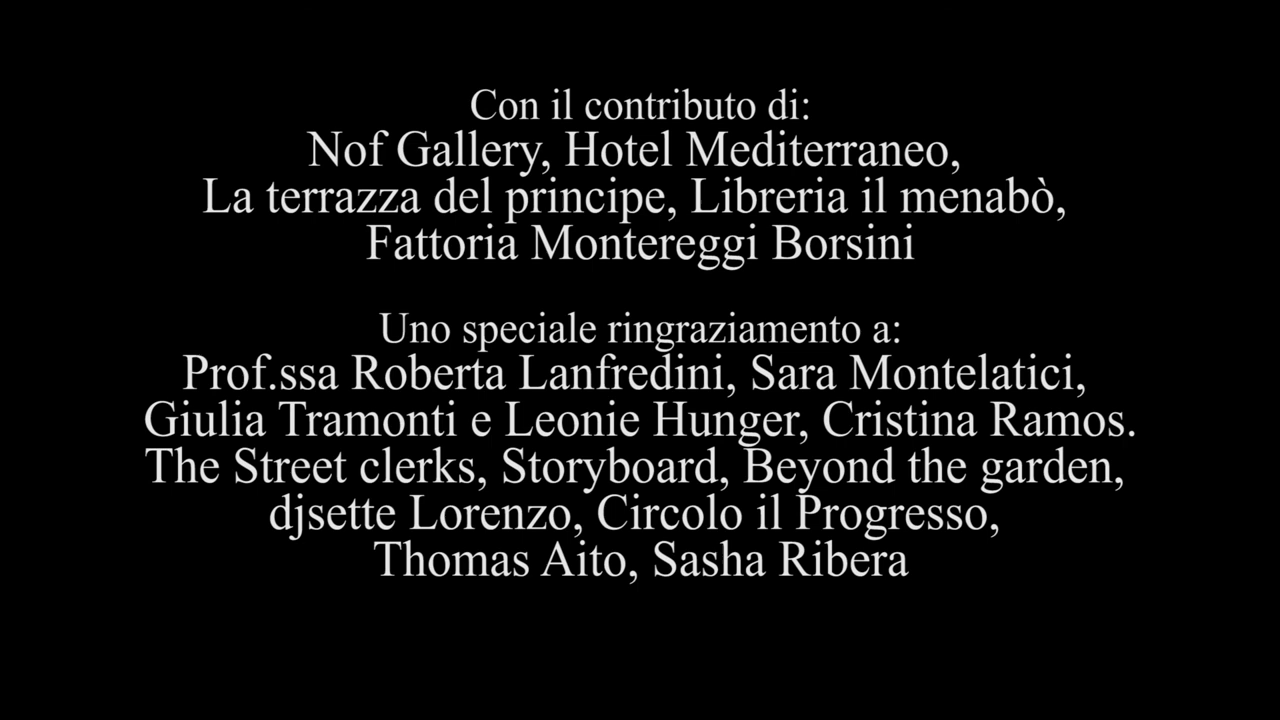 Con il contributo di:
Nof Gallery, Hotel Mediterraneo,
La terrazza del principe, Libreria il menabò,
Fattoria Montereggi Borsini
Uno speciale ringraziamento a:
Prof.ssa Roberta Lanfredini, Sara Montelatici,
Giulia Tramonti e Leonie Hunger, Cristina Ramos.
The Street clerks, Storyboard, Beyond the garden,
djsette Lorenzo, Circolo il Progresso,
Thomas Aito, Sasha Ribera